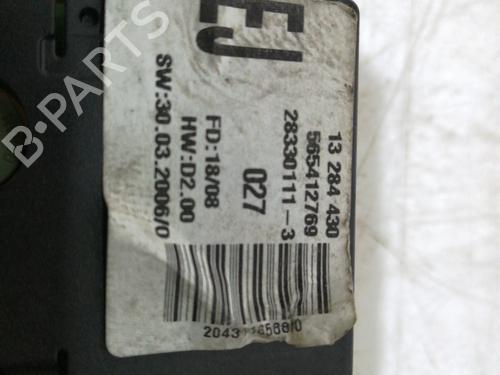 EJ
13 284 430
565412769
28330111-3
027
FD:18/08
HW:D2.00
SW:30.03.2006/0
B-PARTS